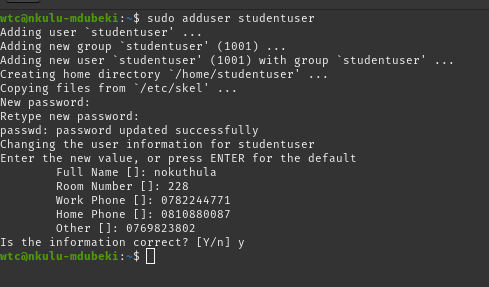 wtc@nkulu-mdubeki:~$ sudo adduser studentuser
Adding user `studentuser' ...
Adding new group `studentuser' (1001) ...
Adding new user `studentuser' (1001) with group `studentuser' ...
Creating home directory `/home/studentuser' ...
Copying files from `/etc/skel' ...
New password:
Retype new password:
passwd: password updated successfully
Changing the user information for studentuser
Enter the new value, or press ENTER for the default
Full Name []: nokuthula
Room Number []: 228
Work Phone []: 0782244771
Home Phone []: 0810880087
Other []: 0769823802
Is the information correct? [Y/n] y
wtc@nkulu-mdubeki:~$